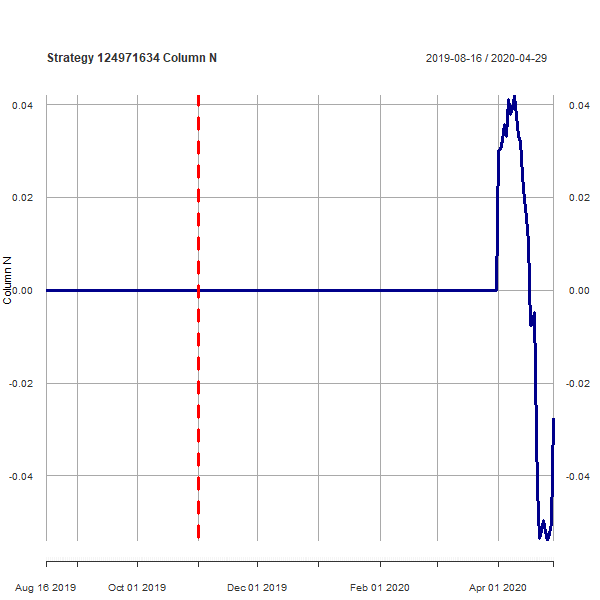 Strategy 124971634 Column N
2019-08-16 / 2020-04-29
0.04
0.04
0.02
0.02
0.00
0.00
Column N
-0.02
-0.02
-0.04
-0.04
Aug 16 2019
Oct 01 2019
Dec 01 2019
Feb 01 2020
Apr 01 2020